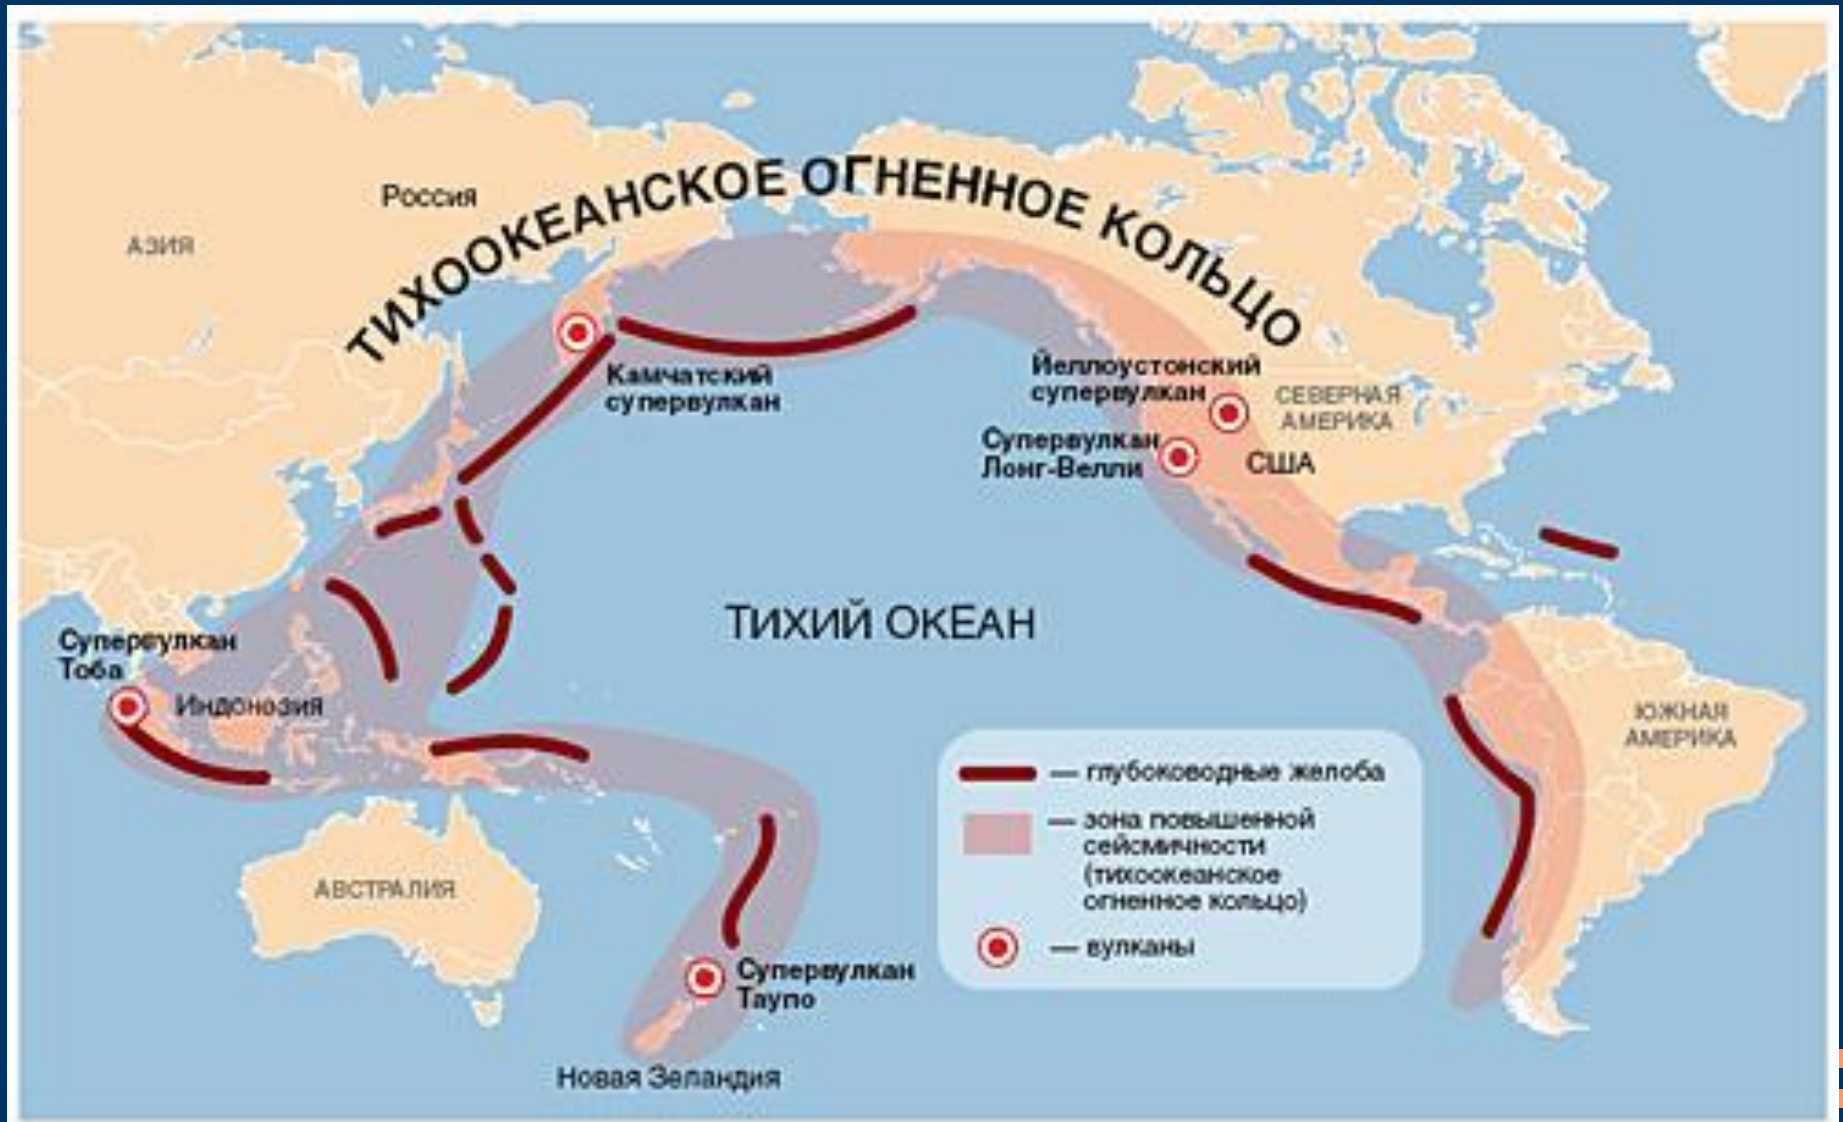 ТИХООКЕАНСКОЕ ОГНЕННОЕ КОЛЬЦО
Россия
АЗИЯ
Камчатский
супервулкан
Йеллоустонский
супервулкан
СЕВЕРНАЯ
АМЕРИКА
Супервулкан
Лонг-Велли
США
ТИХИЙ ОКЕАН
Супервулкан
Тоба
Индонозия
ЮЖНАЯ
АМЕРИКА
— глубоководные желоба
— зона повышенной
сейсмичности
(тихоокеанское
огненное кольцо)
— вулканы
АВСТРАЛИЯ
Супервулкан
Таупо
Новая Зеландия